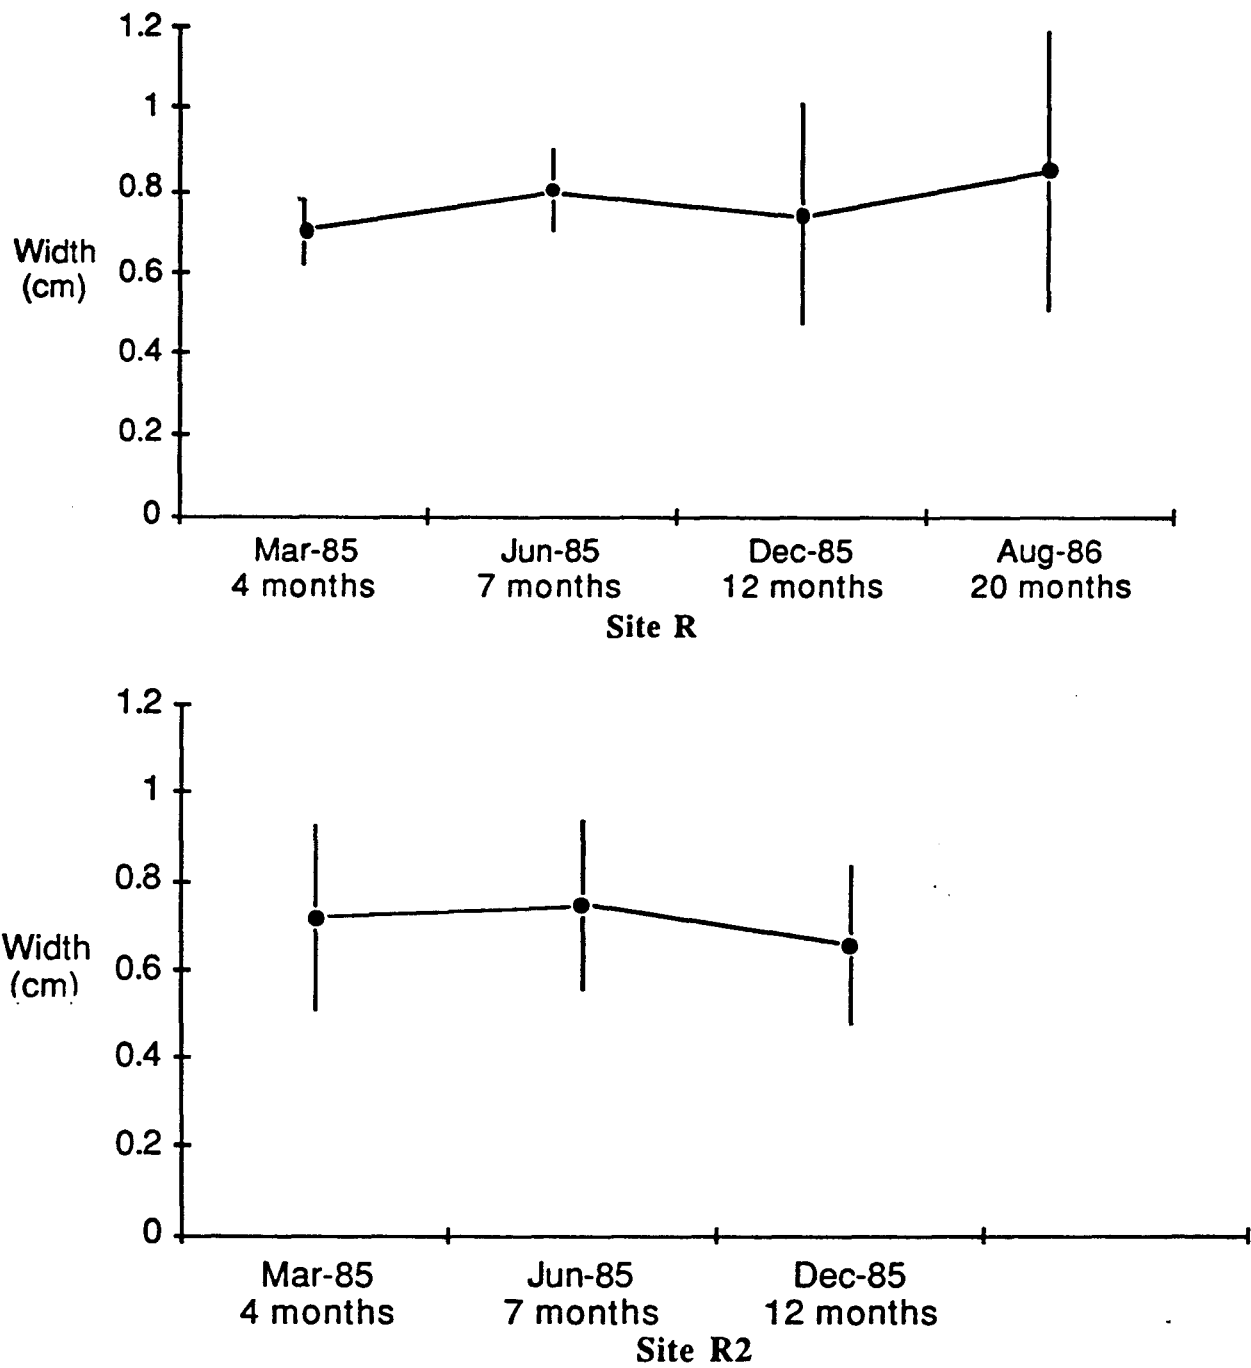 1.2
1
0.8
Width
(cm)
0.6
0.4
0.2
0
Mar-85 Jun-85 Dec-85 Aug-86
4 months 7 months 12 months 20 months
Site R
1.2
1
0.8
Width
(cm)
0.6
0.4
0.2
0
Mar-85 Jun-85 Dec-85
4 months 7 months 12 months
Site R2